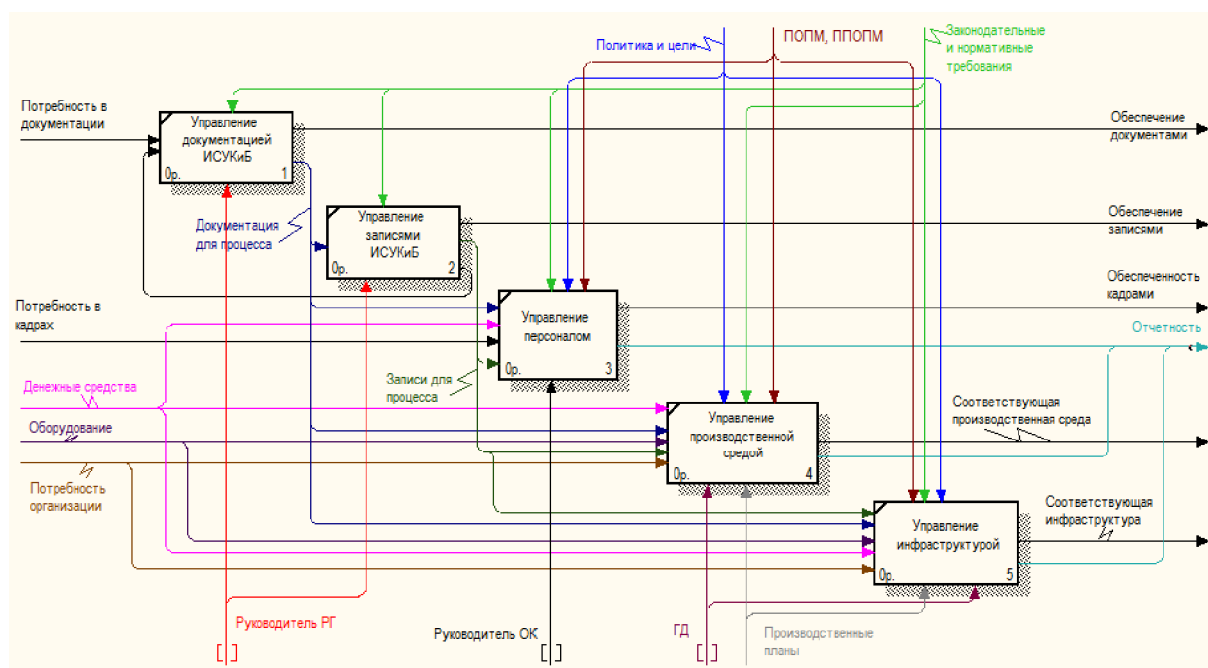 Политика и цели
ПОПМ, ППОПМ
Законодательные
и нормативные
требования
Потребность в
документации
Управление
документацией
ИСУКиБ
0р.
1
Обеспечение
документами
Документация
для процесса
Управление
записями
ИСУКиБ
0р.
2
Обеспечение
записями
Потребность в
кадрах
Управление
персоналом
0р.
3
Обеспеченность
кадрами
Отчетность
Записи для
процесса
Денежные средства
Оборудование
Потребность
организации
Управление
производственной
средой
0р.
4
Соответствующая
производственная среда
Управление
инфраструктурой
0р.
5
Соответствующая
инфраструктура
Руководитель РГ
Руководитель ОК
ГД
Производственные
планы